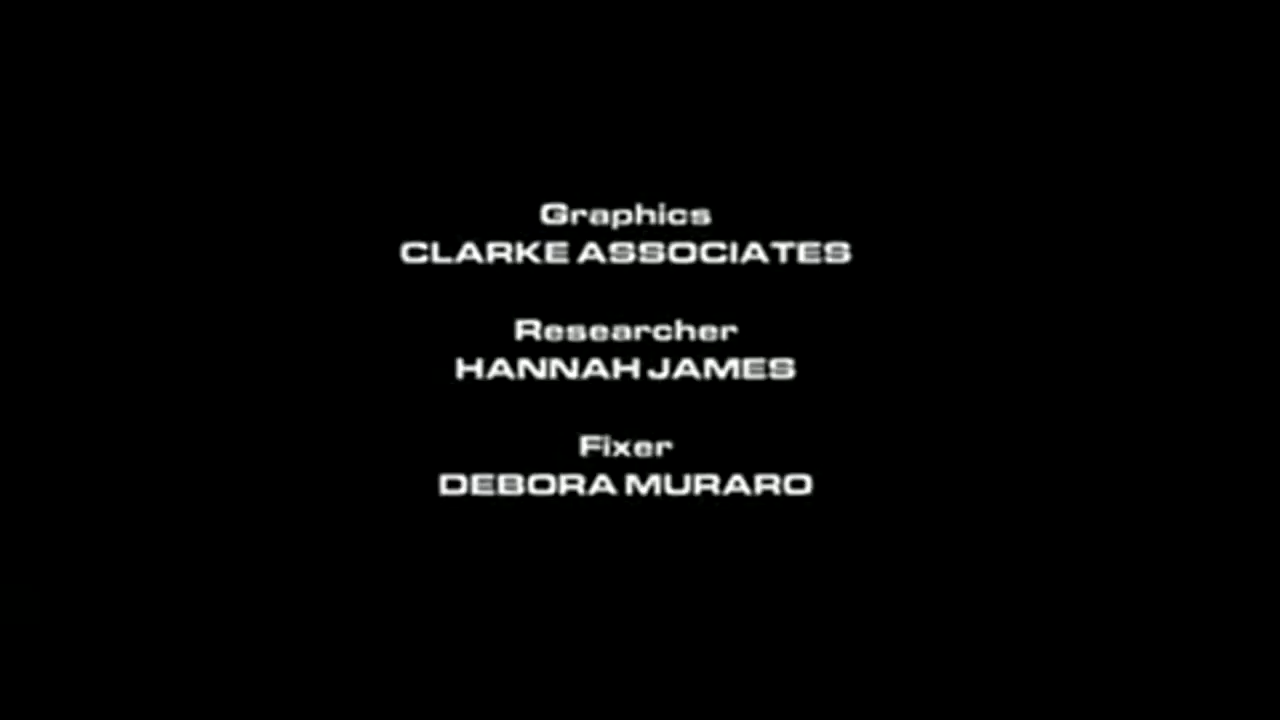 Graphics
CLARKE ASSOCIATES
Researcher
HANNAH JAMES
Fixer
DEBORA MURARO